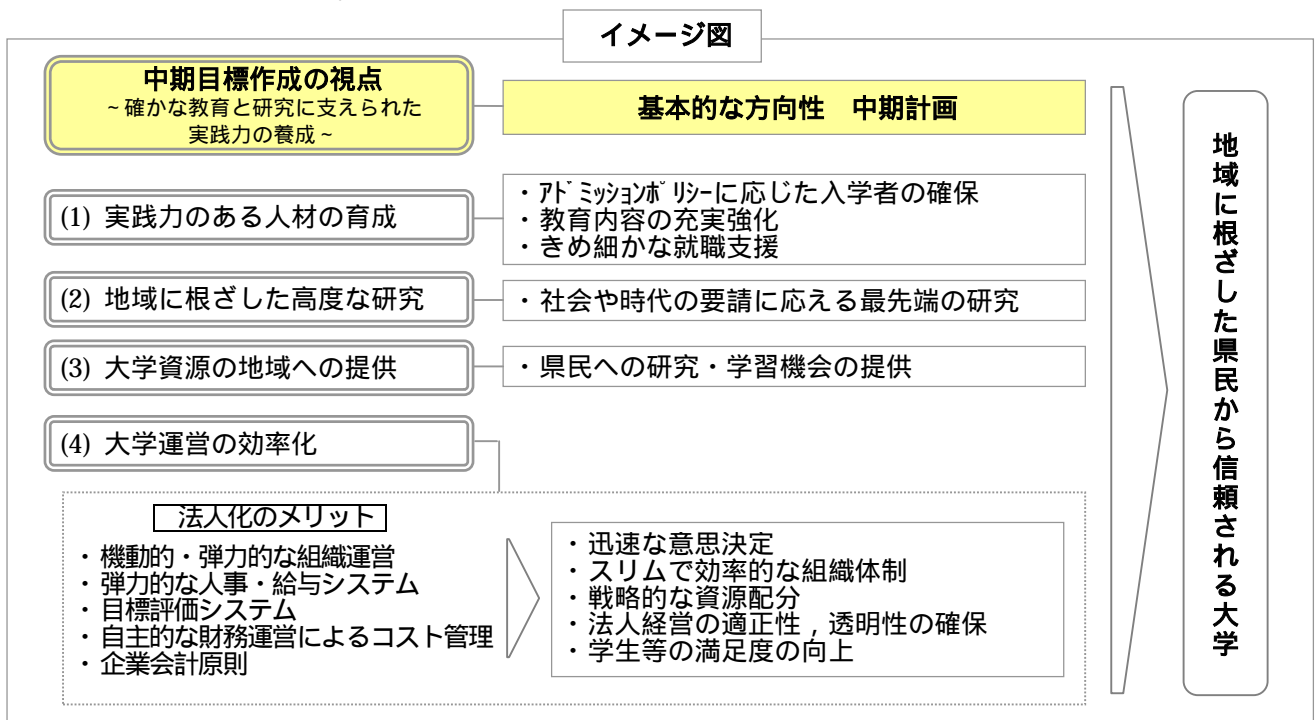 イメージ図
中期目標作成の視点
~確かな教育と研究に支えられた
実践力の養成~
基本的な方向性　中期計画
(1) 実践力のある人材の育成
・ｱﾄﾞﾐｯｼｮﾝﾎﾟﾘｼｰに応じた入学者の確保
・教育内容の充実強化
・きめ細かな就職支援
(2) 地域に根ざした高度な研究
・社会や時代の要請に応える最先端の研究
(3) 大学資源の地域への提供
・県民への研究・学習機会の提供
(4) 大学運営の効率化
法人化のメリット
・機動的・弾力的な組織運営
・弾力的な人事・給与システム
・目標評価システム
・自主的な財務運営によるコスト管理
・企業会計原則
・迅速な意思決定
・スリムで効率的な組織体制
・戦略的な資源配分
・法人経営の適正性，透明性の確保
・学生等の満足度の向上
地域に根ざした県民から信頼される大学